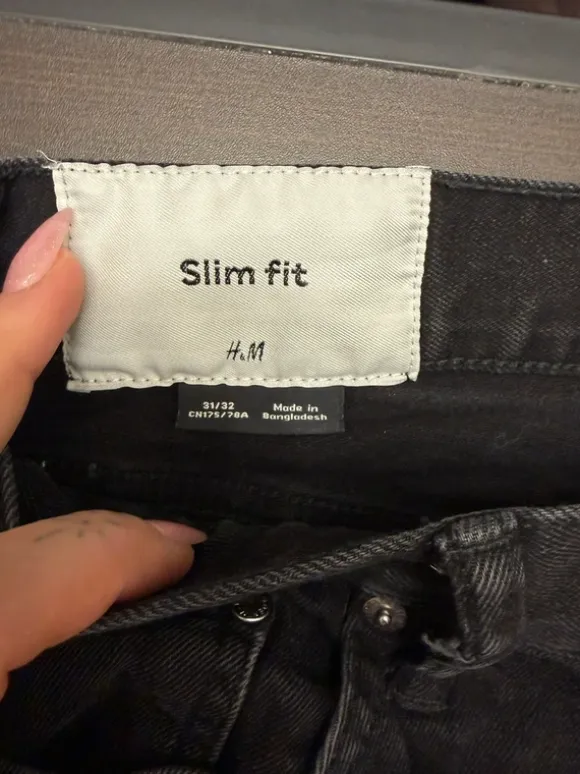 Slim fit
H&M
31/32
CN175/78A
Made in
Bangladesh